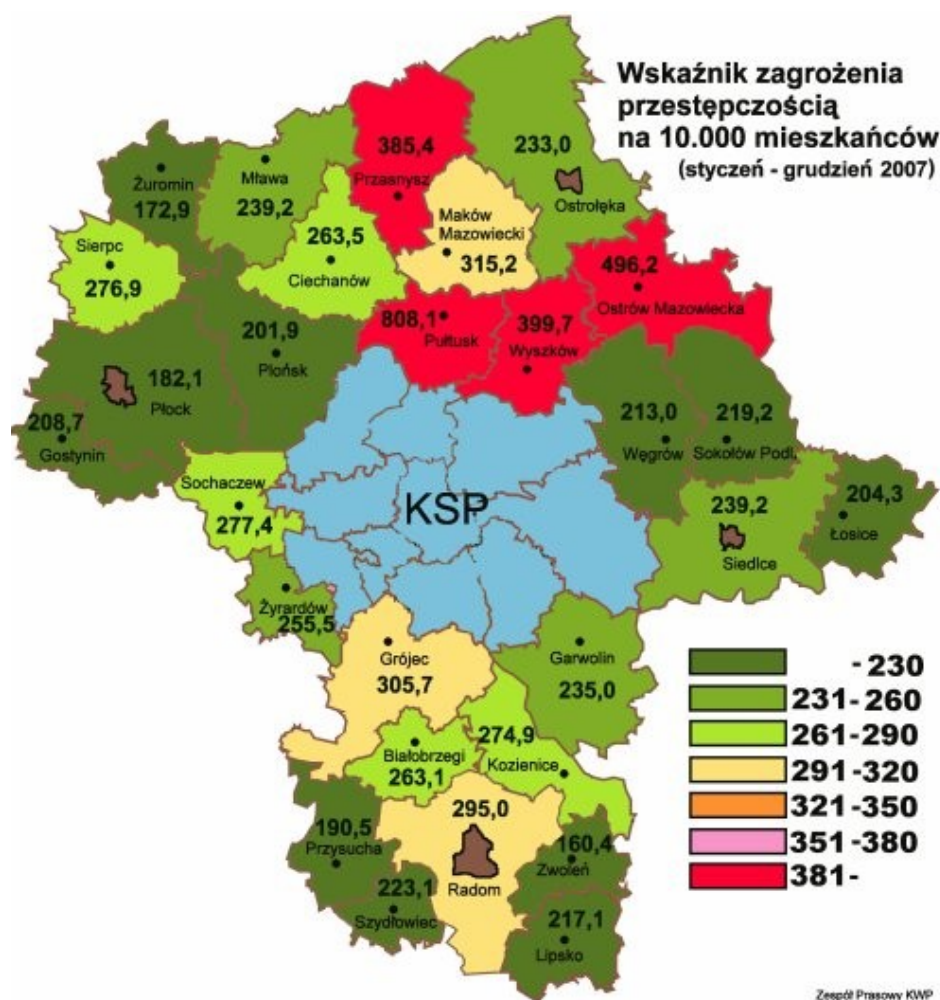 Wskaźnik zagrożenia
przestępczością
na 10.000 mieszkańców
(styczeń - grudzień 2007)
385,4
Przasnysz
233,0
Ostrołęka
Żuromin
172,9
Mława
239,2
263,5
Ciechanów
Maków
Mazowiecki
315,2
Sierpc
276,9
496,2
Ostrów Mazowiecka
808,1
Pułtusk
399,7
Wyszków
201,9
Płońsk
182,1
Płock
208,7
Gostynin
213,0
Węgrów
219,2
Sokołów Podl.
Sochaczew
277,4
KSP
239,2
Siedlce
204,3
Łosice
Żyrardów
255,5
Grójec
305,7
Garwolin
235,0
274,9
Kozienice
Białobrzegi
263,1
295,0
Radom
190,5
Przysucha
160,4
Zwoleń
223,1
Szydłowiec
217,1
Lipsko
- 230
231- 260
261-290
291-320
321-350
351-380
381-
Zespół Prasowy KWP